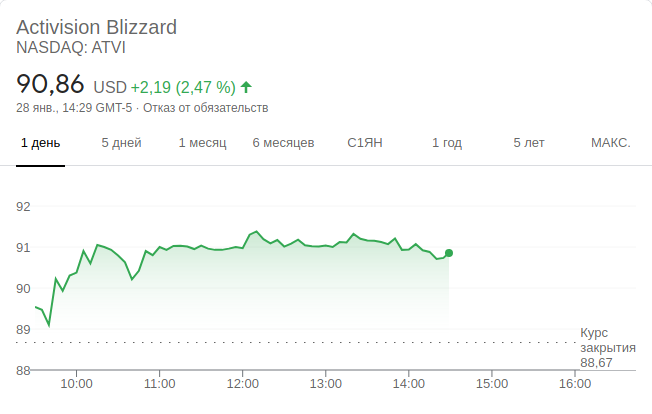 Activision Blizzard
NASDAQ: ATVI
90,86 USD +2,19 (2,47 %)
28 янв., 14:29 GMT-5 · Отказ от обязательств
1 день 5 дней 1 месяц 6 месяцев С1ЯН 1 год 5 лет МАКС.
92
91
90
89
Курс
закрытия
88,67
88
10:00 11:00 12:00 13:00 14:00 15:00 16:00